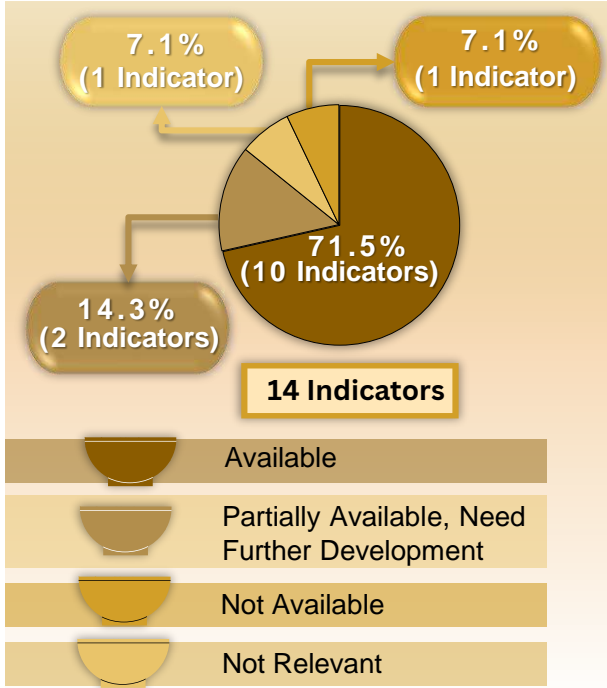 7.1%
(1 Indicator)
7.1%
(1 Indicator)
71.5%
(10 Indicators)
14.3%
(2 Indicators)
14 Indicators
Available
Partially Available, Need
Further Development
Not Available
Not Relevant